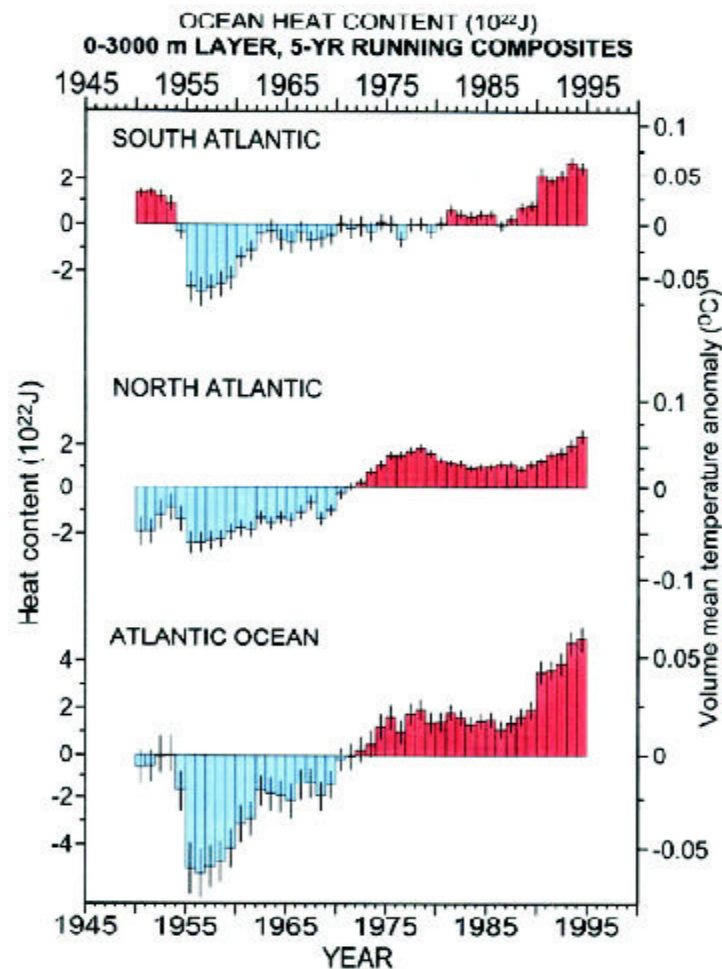 OCEAN HEAT CONTENT (10²²J)
0-3000 m LAYER, 5-YR RUNNING COMPOSITES
1945 1955 1965 1975 1985 1995
SOUTH ATLANTIC
2
0
-2
0.1
0.05
0
-0.05
NORTH ATLANTIC
2
0
-2
0.1
0
-0.1
ATLANTIC OCEAN
4
2
0
-2
-4
0.05
0
-0.05
Heat content (10²²J)
Volume mean temperature anomaly (°C)
1945 1955 1965 1975 1985 1995
YEAR